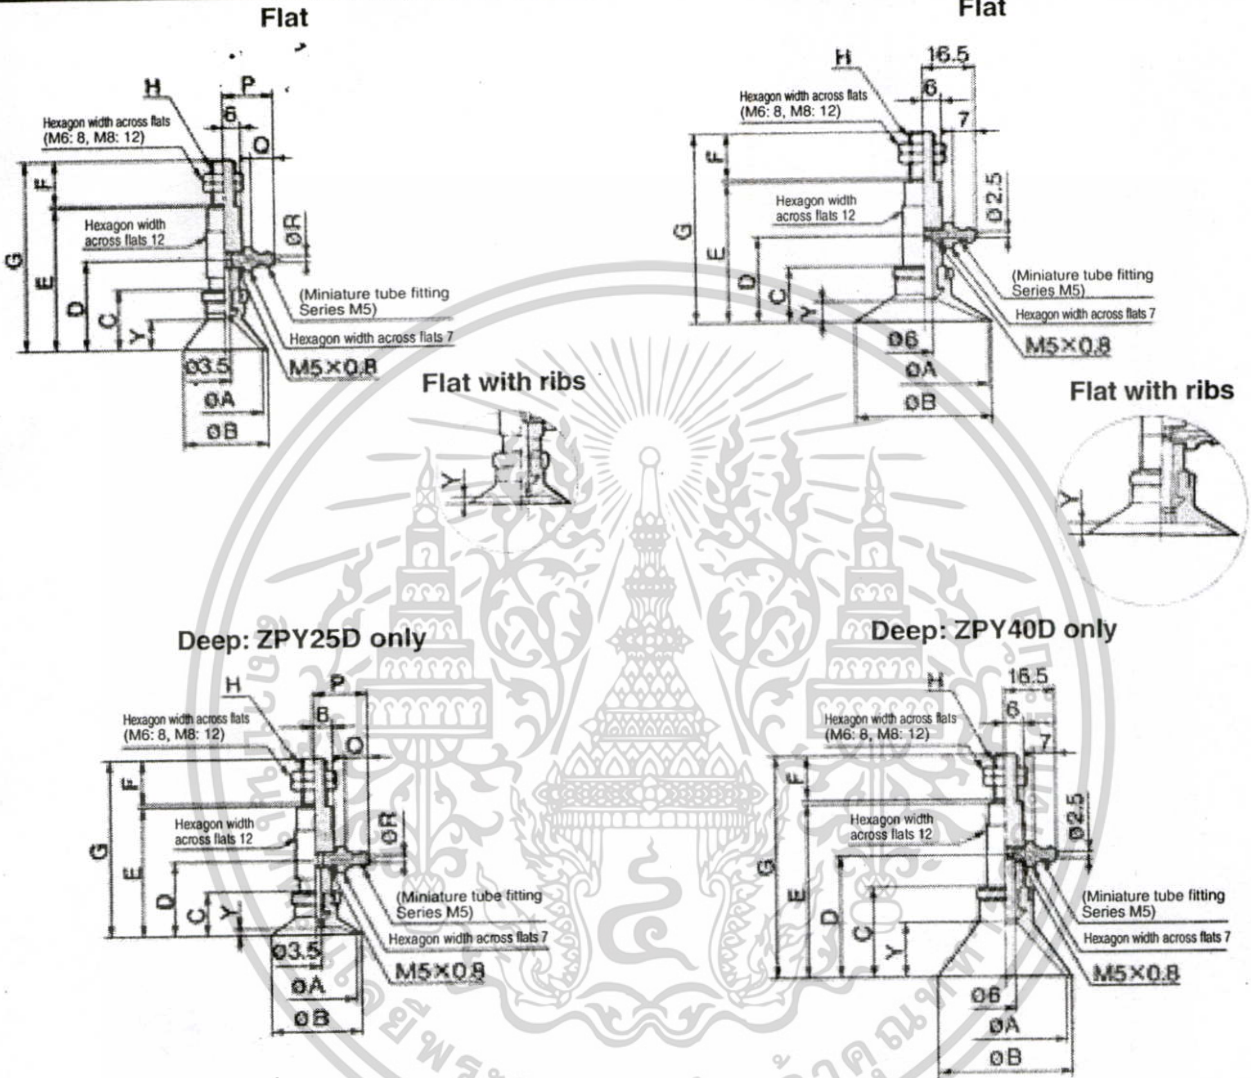 Flat
H
P
6
Hexagon width across flats
(M6: 8, M8: 12)
Q
F
Hexagon width
across flats 12
ØR
G
E
D
C
Y
(Miniature tube fitting
Series M5)
Hexagon width across flats 7
Ø3.5
M5×0.8
ØA
ØB
Flat with ribs
Y
Flat
H
16.5
6
Hexagon width across flats
(M6: 8, M8: 12)
7
F
Hexagon width
across flats 12
Ø2.5
G
E
D
C
Y
(Miniature tube fitting
Series M5)
Hexagon width across flats 7
Ø6
M5×0.8
ØA
ØB
Flat with ribs
Y
Deep: ZPY25D only
H
P
6
Hexagon width across flats
(M6: 8, M8: 12)
Q
F
Hexagon width
across flats 12
ØR
G
E
D
C
Y
(Miniature tube fitting
Series M5)
Hexagon width across flats 7
Ø3.5
M5×0.8
ØA
ØB
Deep: ZPY40D only
H
16.5
6
Hexagon width across flats
(M6: 8, M8: 12)
7
F
Hexagon width
across flats 12
Ø2.5
G
E
D
C
Y
(Miniature tube fitting
Series M5)
Hexagon width across flats 7
Ø6
M5×0.8
ØA
ØB